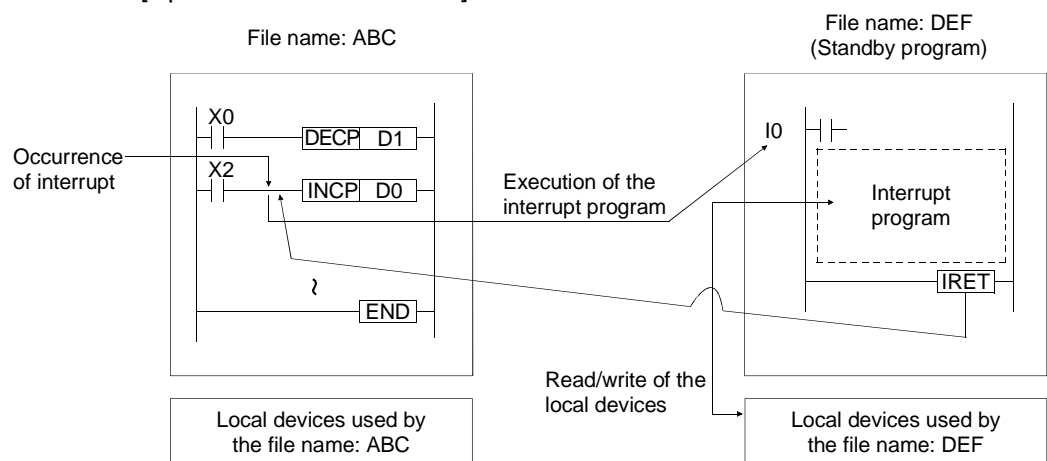 File name: ABC
File name: DEF
(Standby program)
X0
DECP D1
Occurrence
of interrupt
X2
INCP D0
END
Execution of the
interrupt program
I0
Interrupt
program
IRET
Read/write of the
local devices
Local devices used by
the file name: ABC
Local devices used by
the file name: DEF